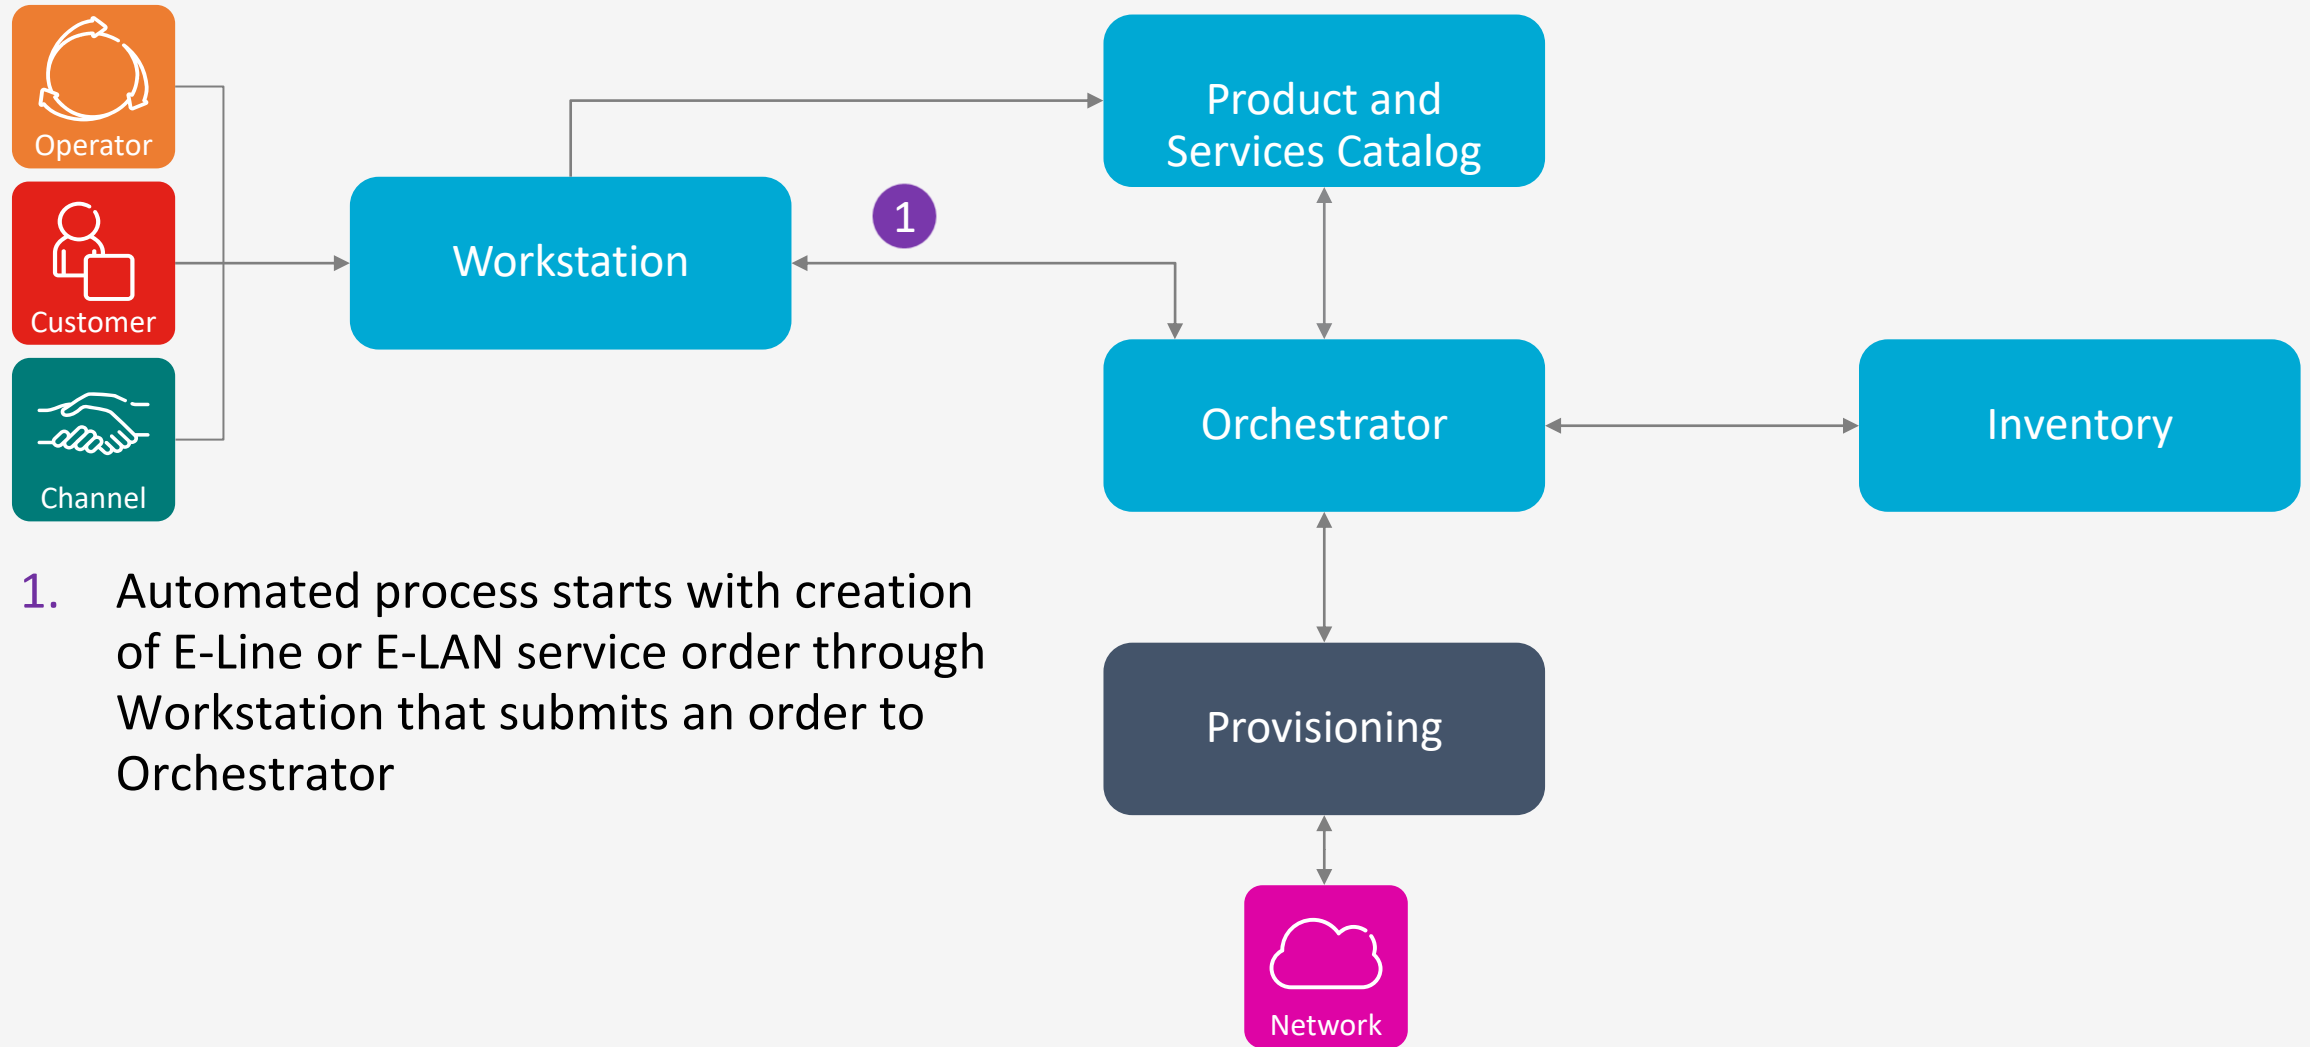 Operator
Customer
Channel
Workstation
1
Product and
Services Catalog
Orchestrator
Inventory
Provisioning
Network
1. Automated process starts with creation
of E-Line or E-LAN service order through
Workstation that submits an order to
Orchestrator